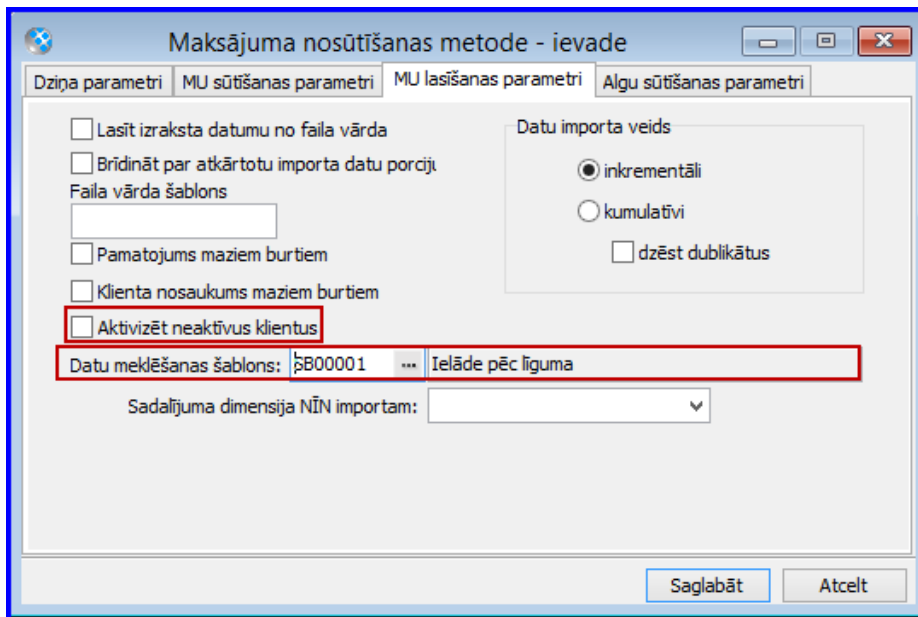 Maksājuma nosūtīšanas metode - ievade
Dziņa parametri MU sūtīšanas parametri MU lasīšanas parametri Algu sūtīšanas parametri
Lasīt izraksta datumu no faila vārda
Brīdināt par atkārtotu importa datu porciju
Faila vārda šablons
Pamatojums maziem burtiem
Klienta nosaukums maziem burtiem
Aktivizēt neaktīvus klientus
Datu importa veids
inkrementāli
kumulatīvi
dzēst dublikātus
Datu meklēšanas šablons: SB00001 ... Ielāde pēc līguma
Sadalījuma dimensija NĪN importam:
Saglabāt Atcelt